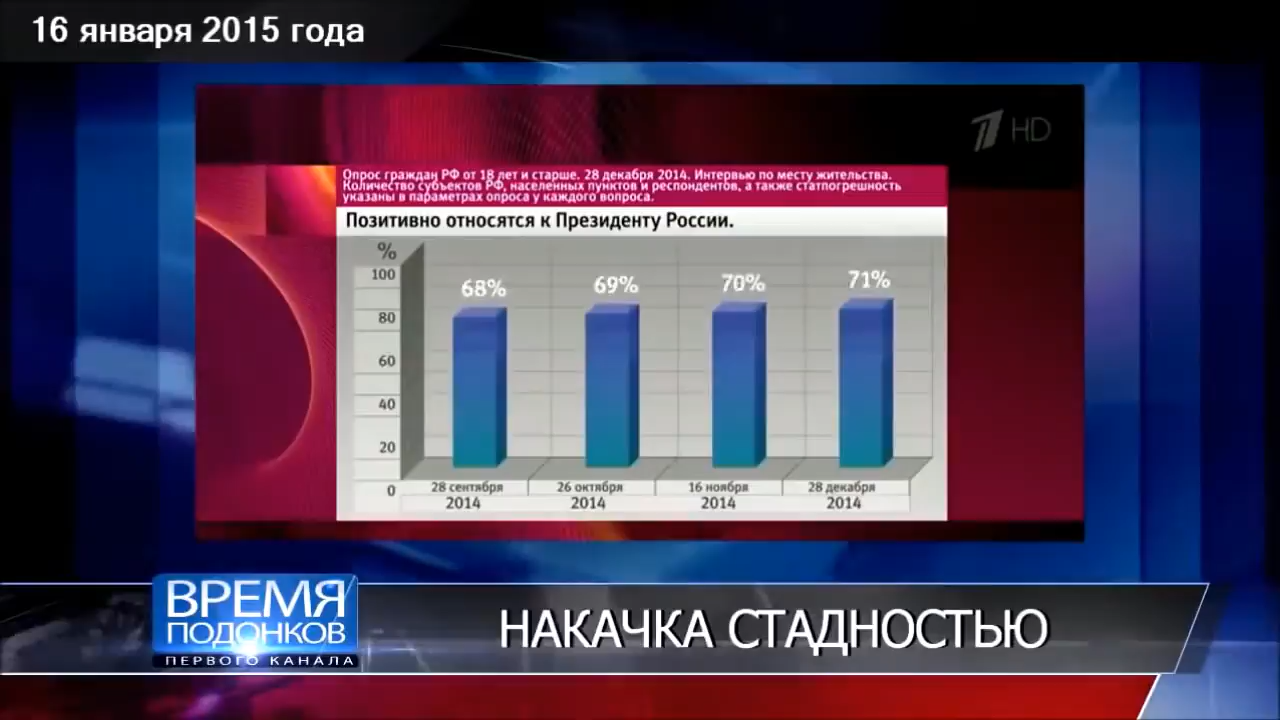 16 января 2015 года
1 HD
Опрос граждан РФ от 18 лет и старше. 28 декабря 2014. Интервью по месту жительства.
Количество субъектов РФ, населенных пунктов и респондентов, а также статпогрешность
указаны в параметрах опроса у каждого вопроса.
Позитивно относятся к Президенту России.
%
100
80
60
40
20
0
68% 69% 70% 71%
28 сентября 26 октября 16 ноября 28 декабря
2014 2014 2014 2014
ВРЕМЯ
ПОДОНКОВ
ПЕРВОГО КАНАЛА
НАКАЧКА СТАДНОСТЬЮ